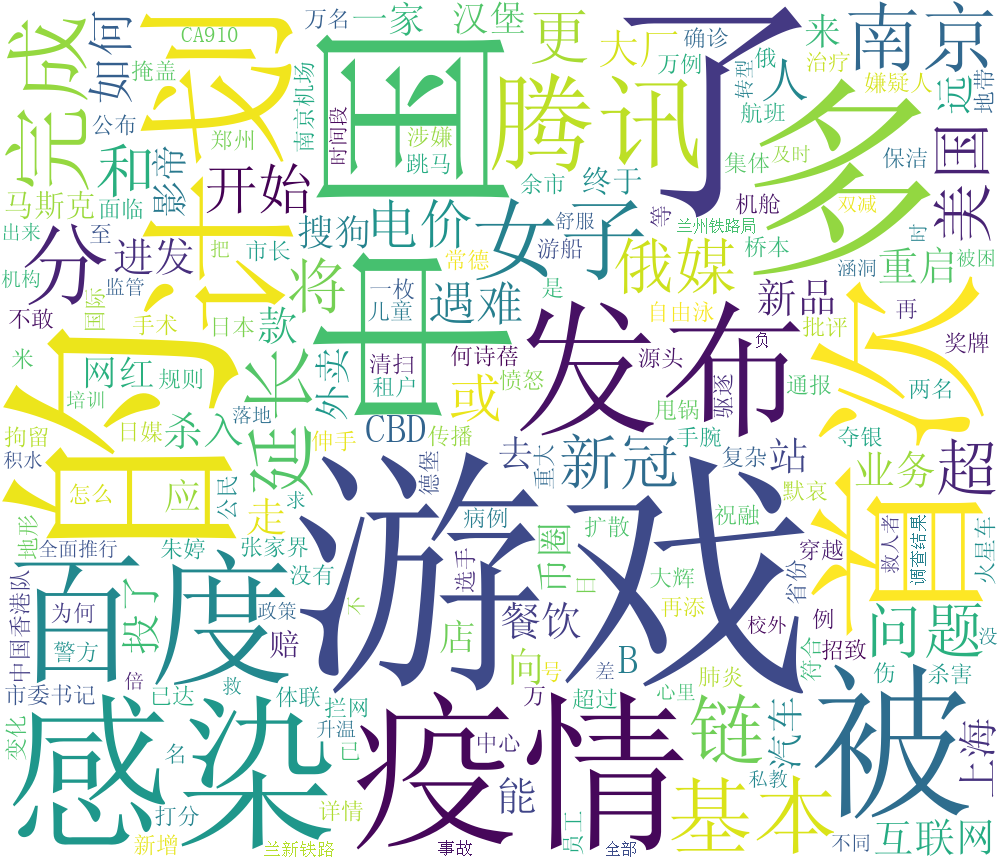 CA910
万名
一家
汉堡
更
大厂
确诊
来
南京
完成
如何
掩盖
计划
国
腾讯
了
万例
转型
俄
人
治疗
嫌疑人
远
地带
公布
郑州
南京机场
时间段
涉嫌
跳马
航班
多
美国
和
影帝
开始
集体
及时
保洁
马斯克
面临
搜狗
电价
女子
余市
终于
舒服
等
机舱
双减
出来
至
把
市长
兰州铁路局
时
分
进发
将
常德
游船
俄媒
桥本
涵洞
重启
被困
机构
监管
国际
一枚
儿童
遇难
是
新品
再
不敢
手术
日本
款
发布
自由泳
批评
奖牌
亿
米
的
网红
规则
延长
外卖
清扫
租户
中
何诗蓓
源头
负
驱逐
通报
两名
培训
落地
愤怒
或
甩锅
拘留
日媒
杀入
伸手
CBD
传播
手腕
夺银
积水
去
新冠
重大
复杂
站
业务
超
怎么
应
公民
求
德堡
默哀
地形
走
游戏
病例
扩散
祝融
首
救人者
调查结果
火星车
全面推行
朱婷
张家界
币圈
穿越
百度
投
了
没有
选手
日
大辉
省份
中国香港队
为何
政策
不
餐饮
再添
校外
例
招致
问题
没
警方
赔
店
向
号
B
符合
市委书记
倍
已达
救
体联
差
万
超过
心里
肺炎
伤
杀害
感染
拦网
升温
疫情
链
汽车
被
上海
变化
名
己
中心
能
私教
打分
详情
基本
新增
兰新铁路
事故
员工
全部
不同
互联网